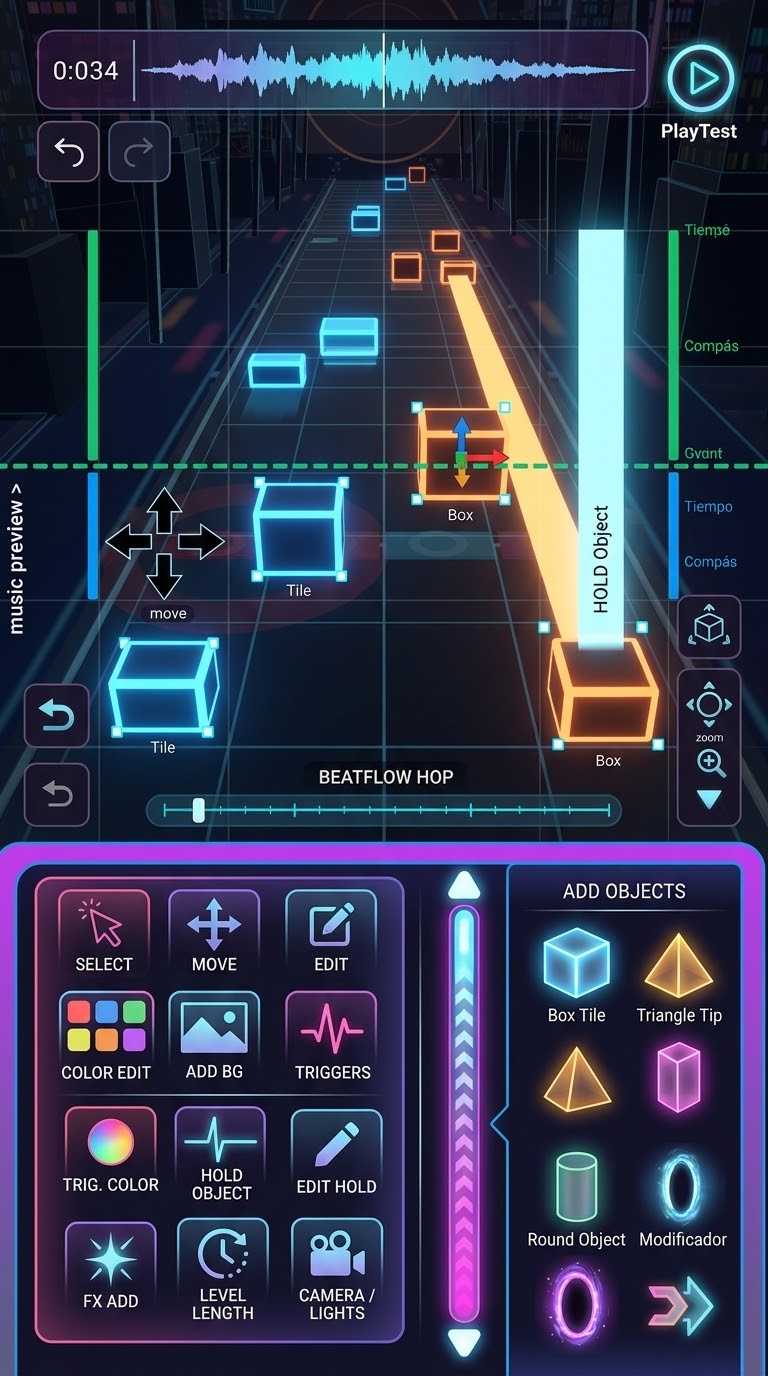 0:034
PlayTest
Tiempé
Compás
Gvant
Tiempo
Compás
music preview >
HOLD Object
Box
Tile
move
Tile
Box
zoom
BEATFLOW HOP
SELECT
MOVE
EDIT
COLOR EDIT
ADD BG
TRIGGERS
TRIG. COLOR
HOLD
OBJECT
EDIT HOLD
FX ADD
LEVEL
LENGTH
CAMERA /
LIGHTS
ADD OBJECTS
Box Tile
Triangle Tip
Round Object
Modificador